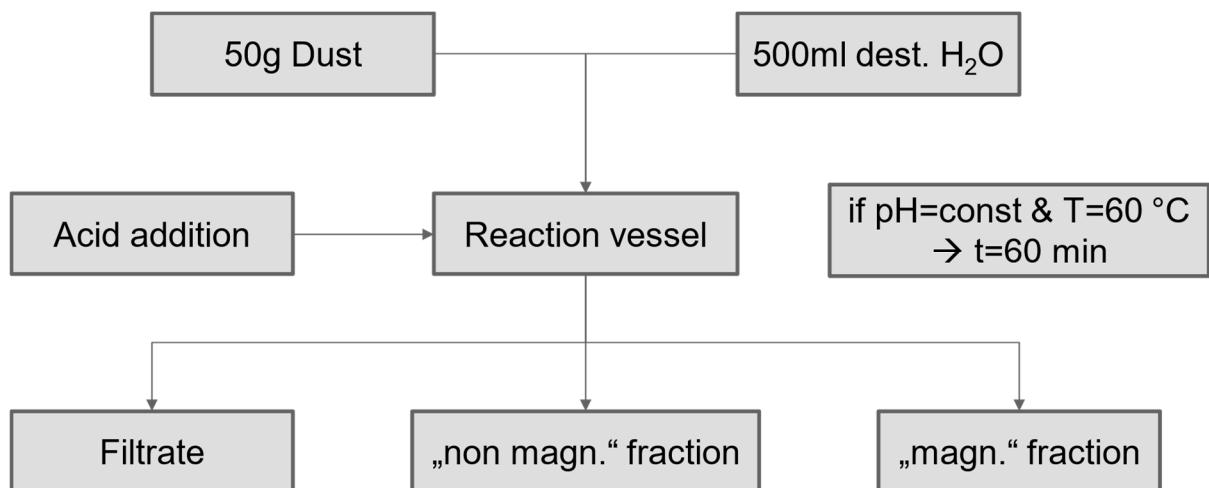 50g Dust
500ml dest. H₂O
Acid addition
Reaction vessel
if pH=const & T=60 °C
→ t=60 min
Filtrate
„non magn.“ fraction
„magn.“ fraction